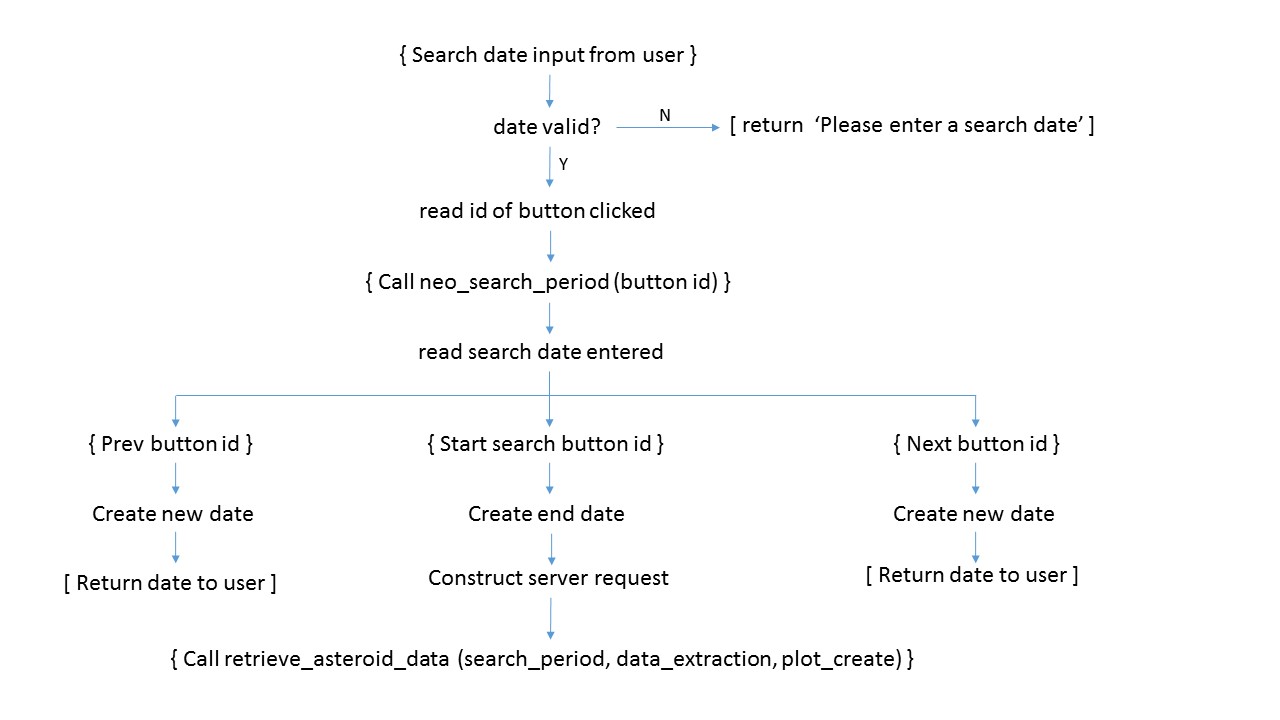 { Search date input from user }
date valid?
N
[ return ‘Please enter a search date’ ]
Y
read id of button clicked
{ Call neo_search_period (button id) }
read search date entered
{ Prev button id }
{ Start search button id }
{ Next button id }
Create new date
Create end date
Create new date
[ Return date to user ]
Construct server request
[ Return date to user ]
{ Call retrieve_asteroid_data (search_period, data_extraction, plot_create) }